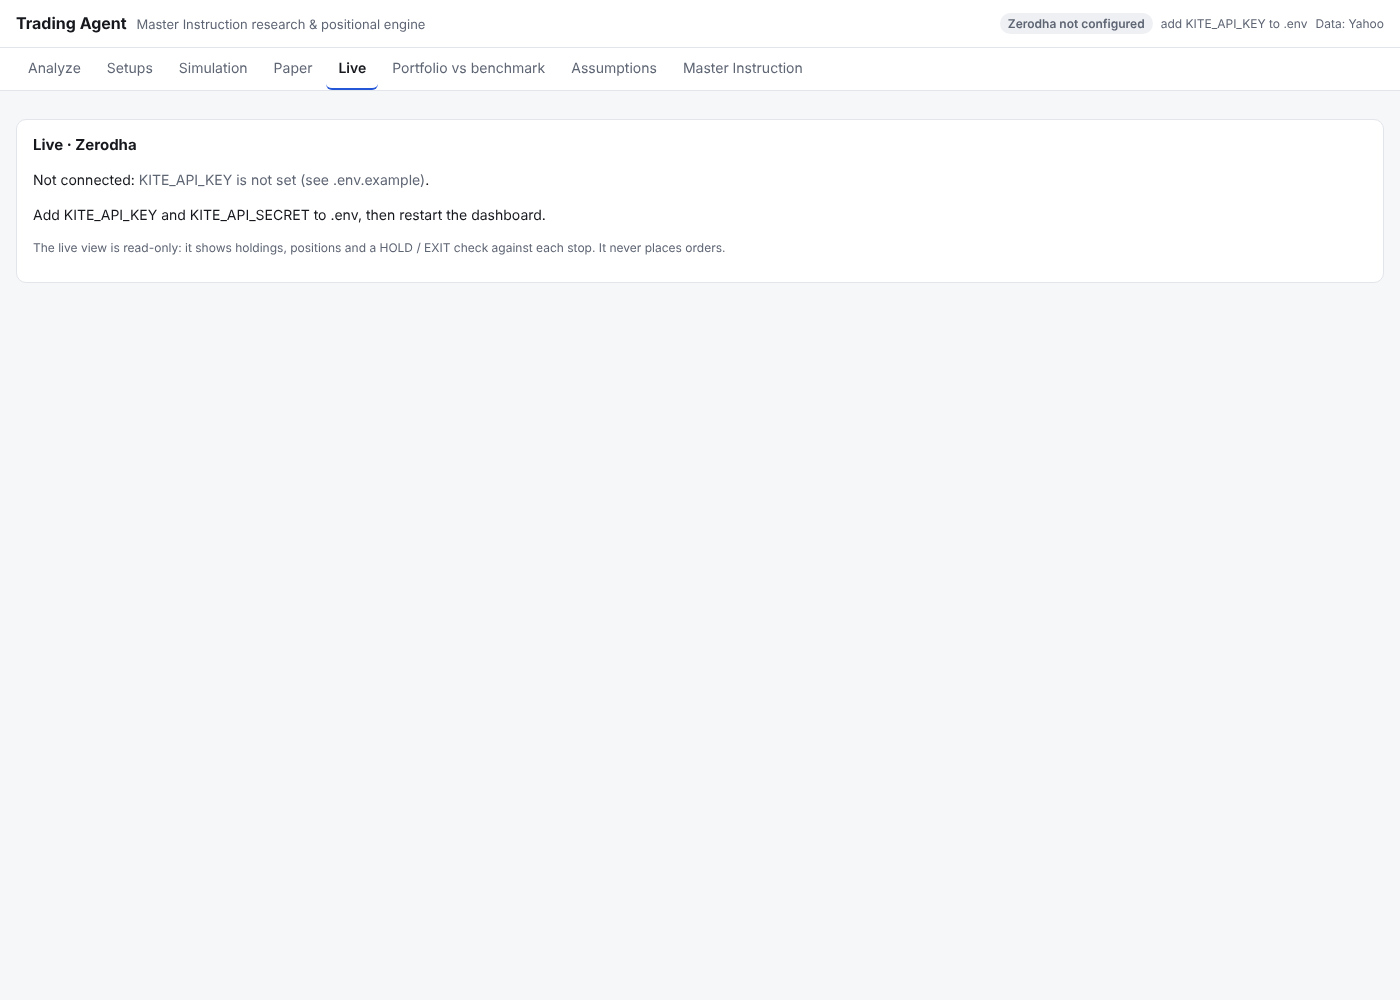 Trading Agent Master Instruction research & positional engine Zerodha not configured add KITE_API_KEY to .env Data: Yahoo
Analyze Setups Simulation Paper Live Portfolio vs benchmark Assumptions Master Instruction
Live · Zerodha
Not connected: KITE_API_KEY is not set (see .env.example).
Add KITE_API_KEY and KITE_API_SECRET to .env, then restart the dashboard.
The live view is read-only: it shows holdings, positions and a HOLD / EXIT check against each stop. It never places orders.